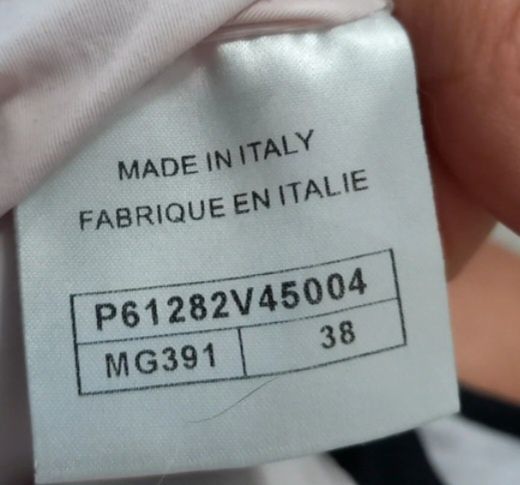 MADE IN ITALY
FABRIQUE EN ITALIE
P61282V45004
MG391 38